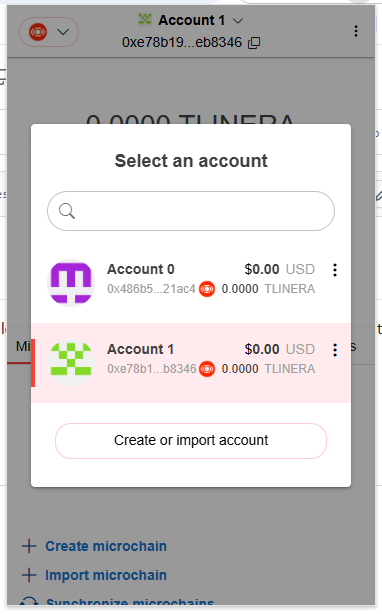 Account 1
0xe78b19...eb8346
0.0000 TLINERA
Select an account
Account 0
$0.00 USD
0x486b5...21ac4
0.0000 TLINERA
Account 1
$0.00 USD
0xe78b1...b8346
0.0000 TLINERA
Create or import account
Create microchain
Import microchain
Synchronize microchains